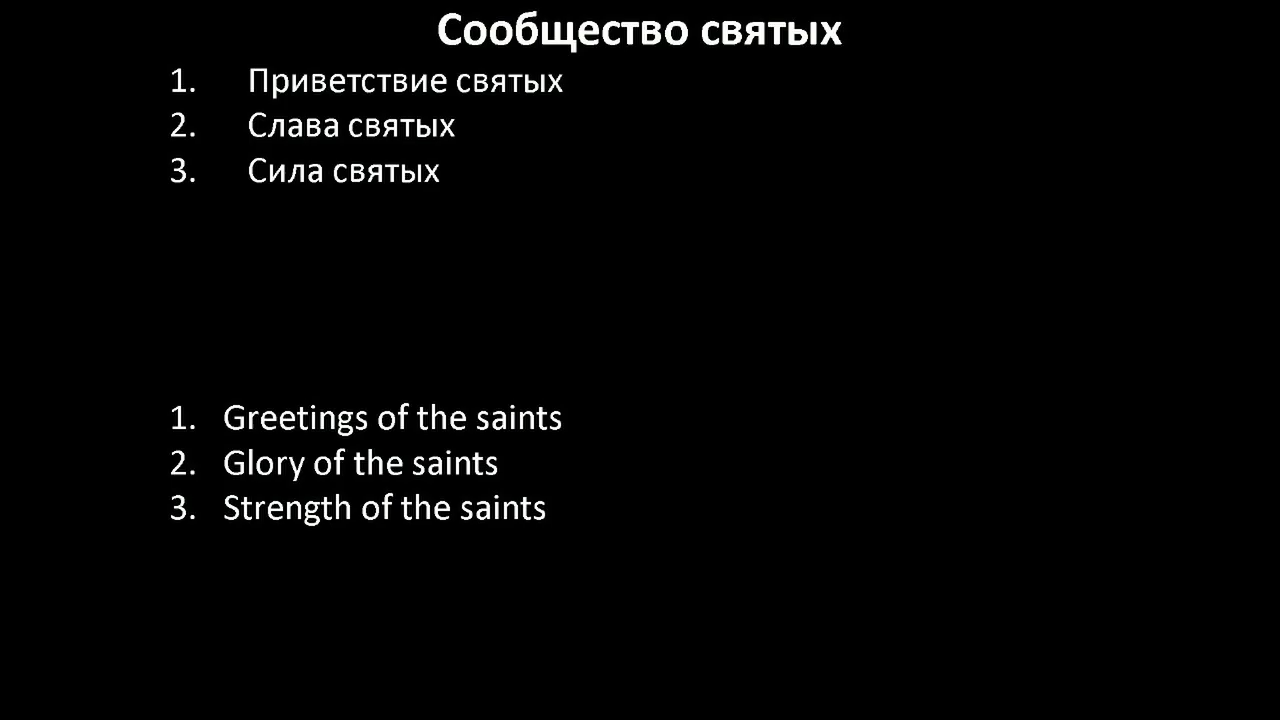 Сообщество святых
1. Приветствие святых
2. Слава святых
3. Сила святых
1. Greetings of the saints
2. Glory of the saints
3. Strength of the saints